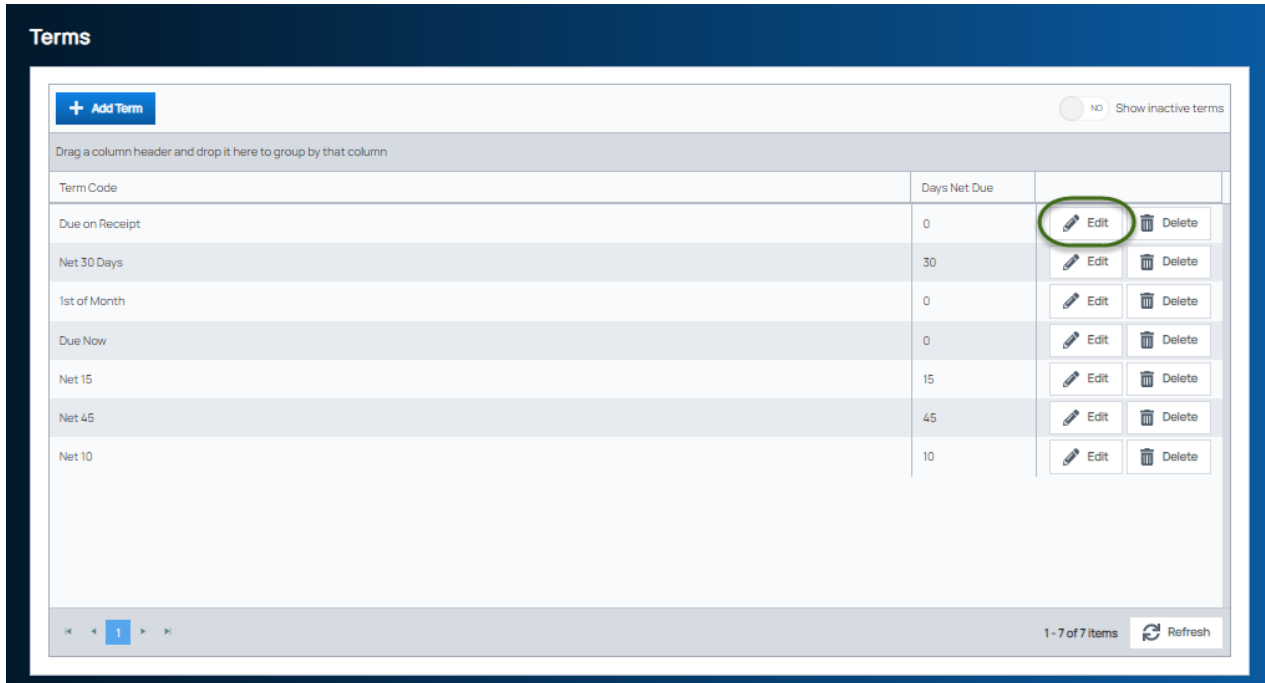 Terms
+ Add Term
NO Show inactive terms
Drag a column header and drop it here to group by that column
Term Code Days Net Due
Due on Receipt 0 Edit Delete
Net 30 Days 30 Edit Delete
1st of Month 0 Edit Delete
Due Now 0 Edit Delete
Net 15 15 Edit Delete
Net 45 45 Edit Delete
Net 10 10 Edit Delete
1 1 - 7 of 7 items Refresh